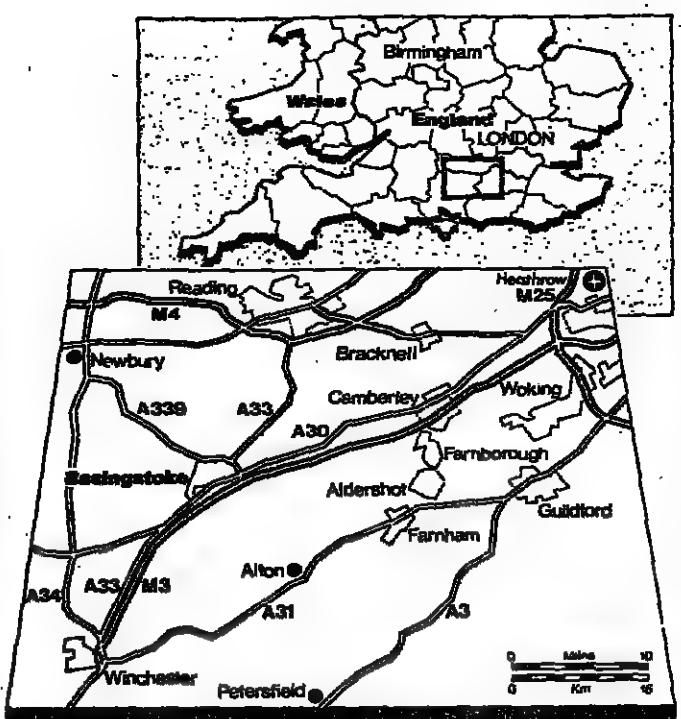 Birmingham
Wales
England
LONDON
Heathrow
M25
Reading
M4
Newbury
Bracknell
Camberley
Woking
A339
A33
A30
Farnborough
Basingstoke
Aldershot
Guildford
Farnham
Alton
A34
A33
M3
A31
A3
Winchester
Petersfield
0 Miles 10
0 Km 15